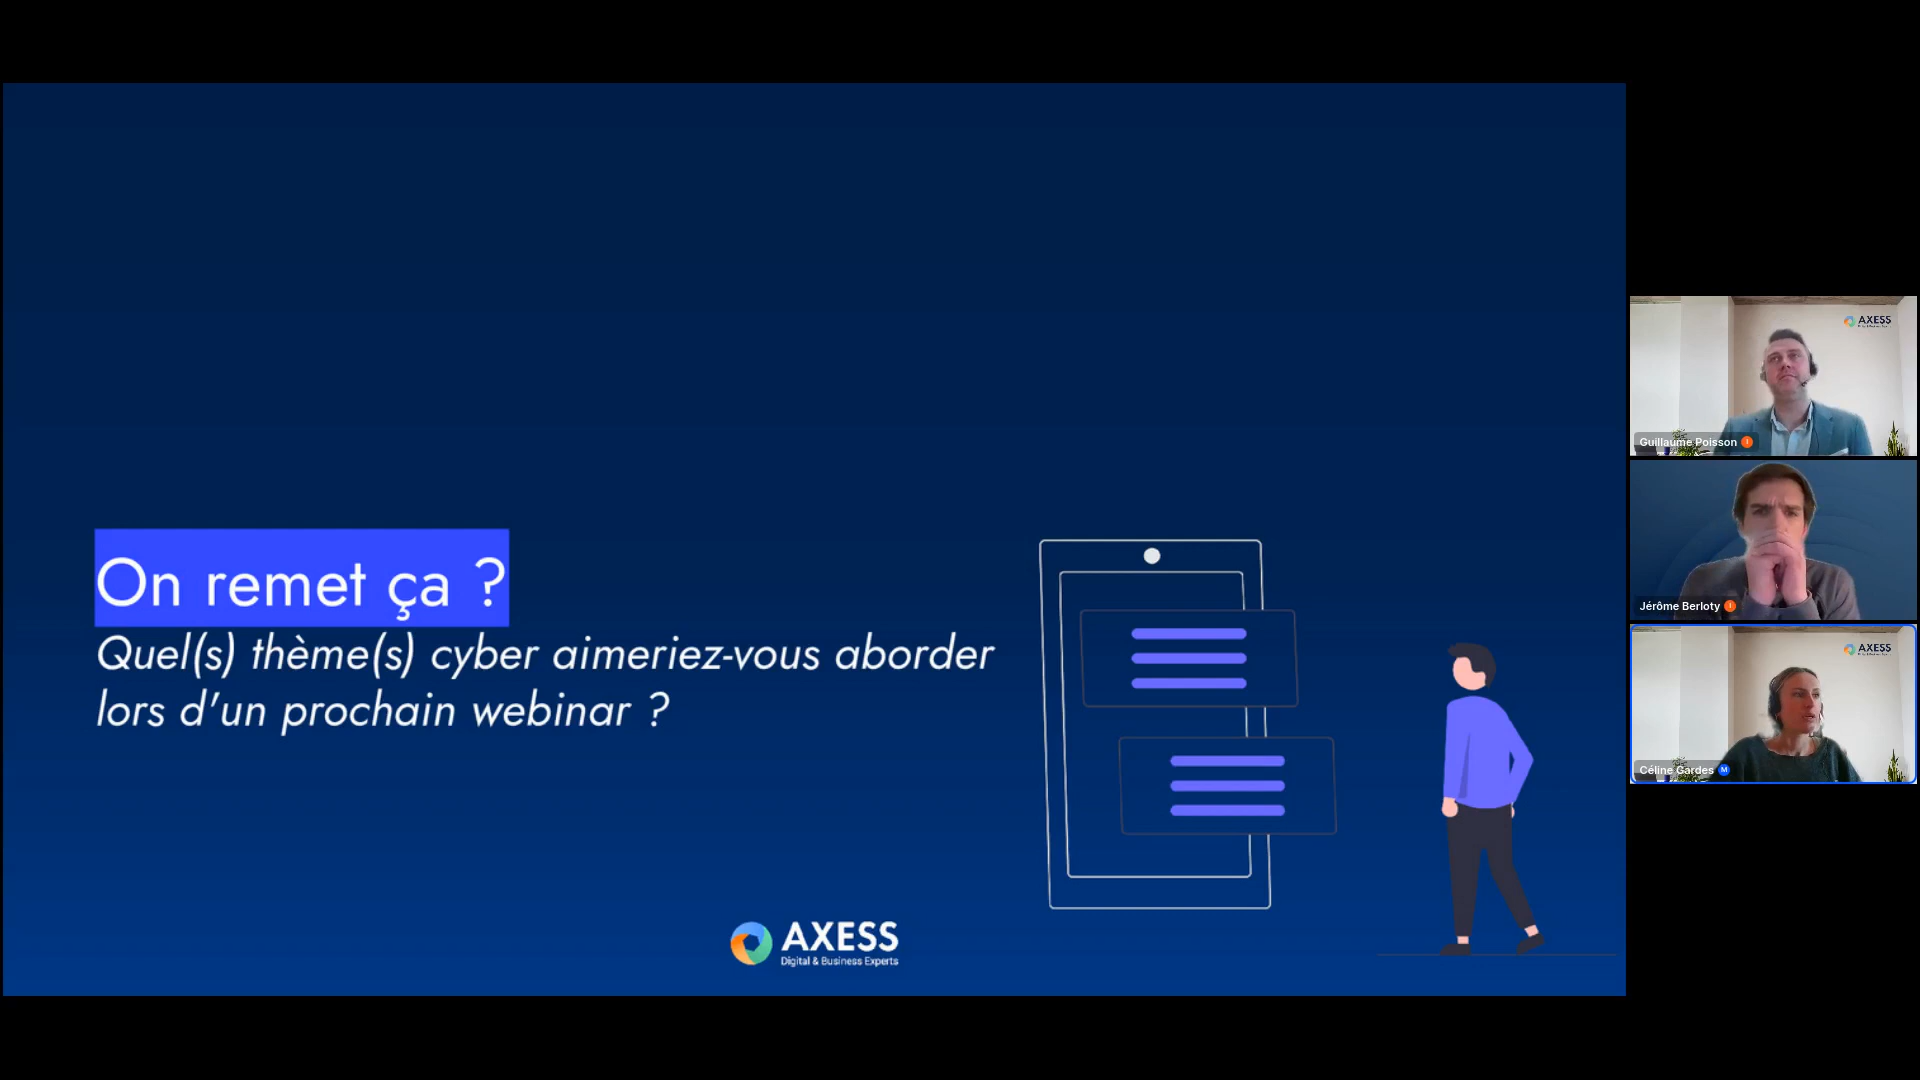 On remet ça ?
Quel(s) thème(s) cyber aimeriez-vous aborder
lors d'un prochain webinar ?
AXESS
Digital & Business Experts
AXESS
Guillaume Poisson
I
Jérôme Berloty
I
AXESS
Céline Gardes
M